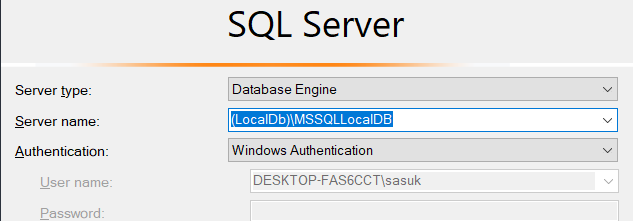 SQL Server
Server type: Database Engine
Server name: (LocalDb)\MSSQLLocalDB
Authentication: Windows Authentication
User name: DESKTOP-FAS6CCT\sasuk
Password: